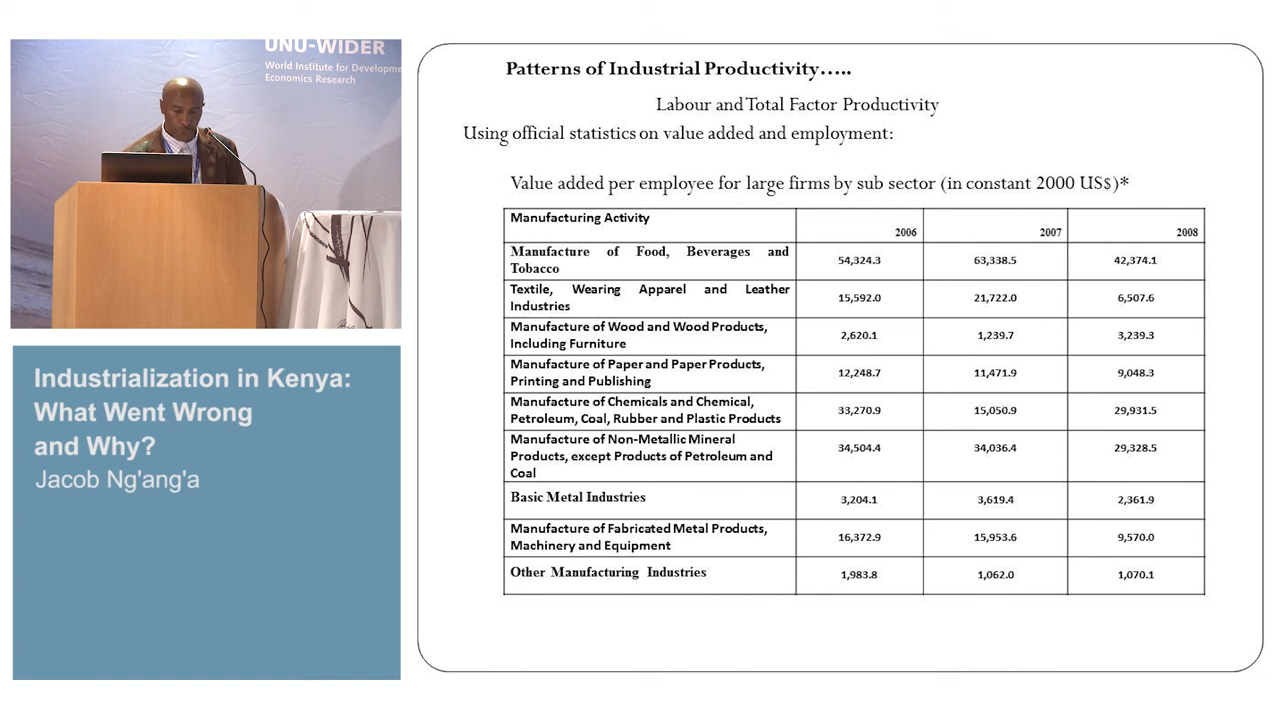 UNU-WIDER
World Institute for Developme
Economics Research
Industrialization in Kenya:
What Went Wrong
and Why?
Jacob Ng'ang'a
Patterns of Industrial Productivity…..
Labour and Total Factor Productivity
Using official statistics on value added and employment:
Value added per employee for large firms by sub sector (in constant 2000 US$)*
Manufacturing Activity 2006 2007 2008
Manufacture of Food, Beverages and
Tobacco 54,324.3 63,338.5 42,374.1
Textile, Wearing Apparel and Leather
Industries 15,592.0 21,722.0 6,507.6
Manufacture of Wood and Wood Products,
Including Furniture 2,620.1 1,239.7 3,239.3
Manufacture of Paper and Paper Products,
Printing and Publishing 12,248.7 11,471.9 9,048.3
Manufacture of Chemicals and Chemical,
Petroleum, Coal, Rubber and Plastic Products 33,270.9 15,050.9 29,931.5
Manufacture of Non-Metallic Mineral
Products, except Products of Petroleum and
Coal 34,504.4 34,036.4 29,328.5
Basic Metal Industries 3,204.1 3,619.4 2,361.9
Manufacture of Fabricated Metal Products,
Machinery and Equipment 16,372.9 15,953.6 9,570.0
Other Manufacturing Industries 1,983.8 1,062.0 1,070.1